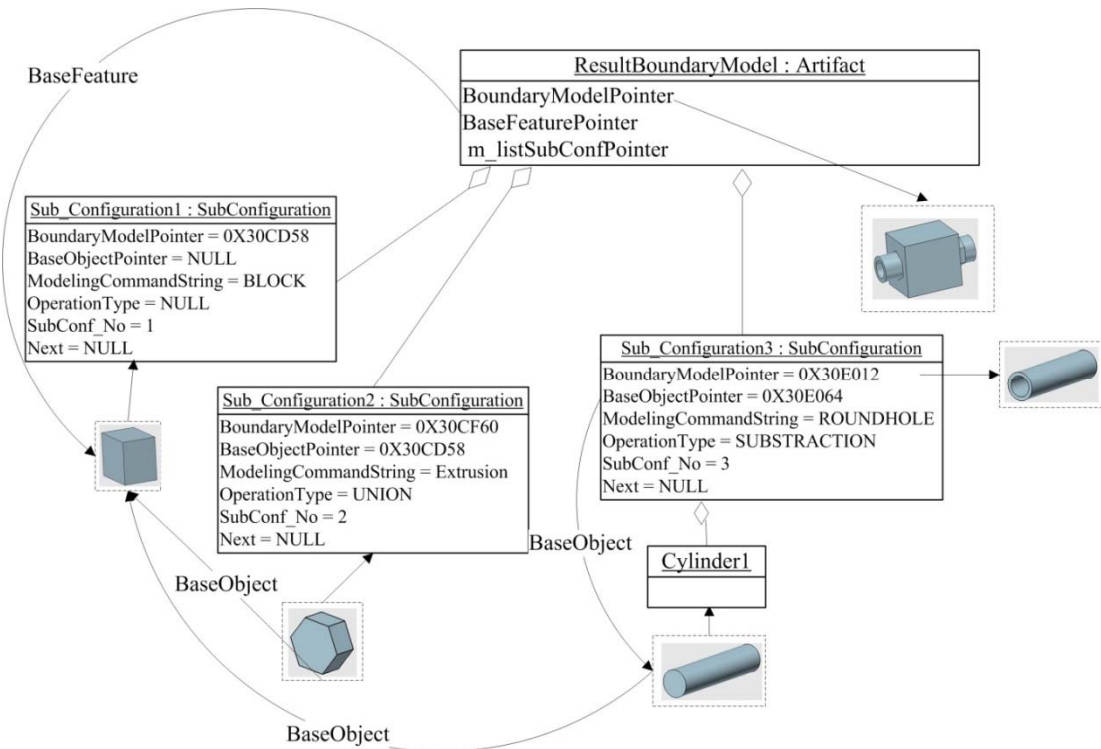 BaseFeature
ResultBoundaryModel : Artifact
BoundaryModelPointer
BaseFeaturePointer
m_listSubConfPointer
Sub_Configuration1 : SubConfiguration
BoundaryModelPointer = 0X30CD58
BaseObjectPointer = NULL
ModelingCommandString = BLOCK
OperationType = NULL
SubConf_No = 1
Next = NULL
Sub_Configuration2 : SubConfiguration
BoundaryModelPointer = 0X30CF60
BaseObjectPointer = 0X30CD58
ModelingCommandString = Extrusion
OperationType = UNION
SubConf_No = 2
Next = NULL
Sub_Configuration3 : SubConfiguration
BoundaryModelPointer = 0X30E012
BaseObjectPointer = 0X30E064
ModelingCommandString = ROUNDHOLE
OperationType = SUBSTRACTION
SubConf_No = 3
Next = NULL
BaseObject
Cylinder1
BaseObject
BaseObject